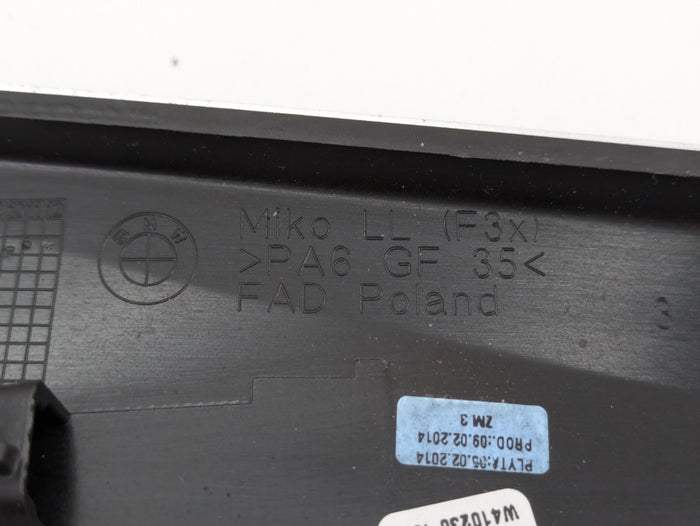 BMW
Miko LL (F3x)
>PA6 GF 35<
FAD Poland
3
PLYTA:05.02.2014
PROD.:09.02.2014
ZM 3